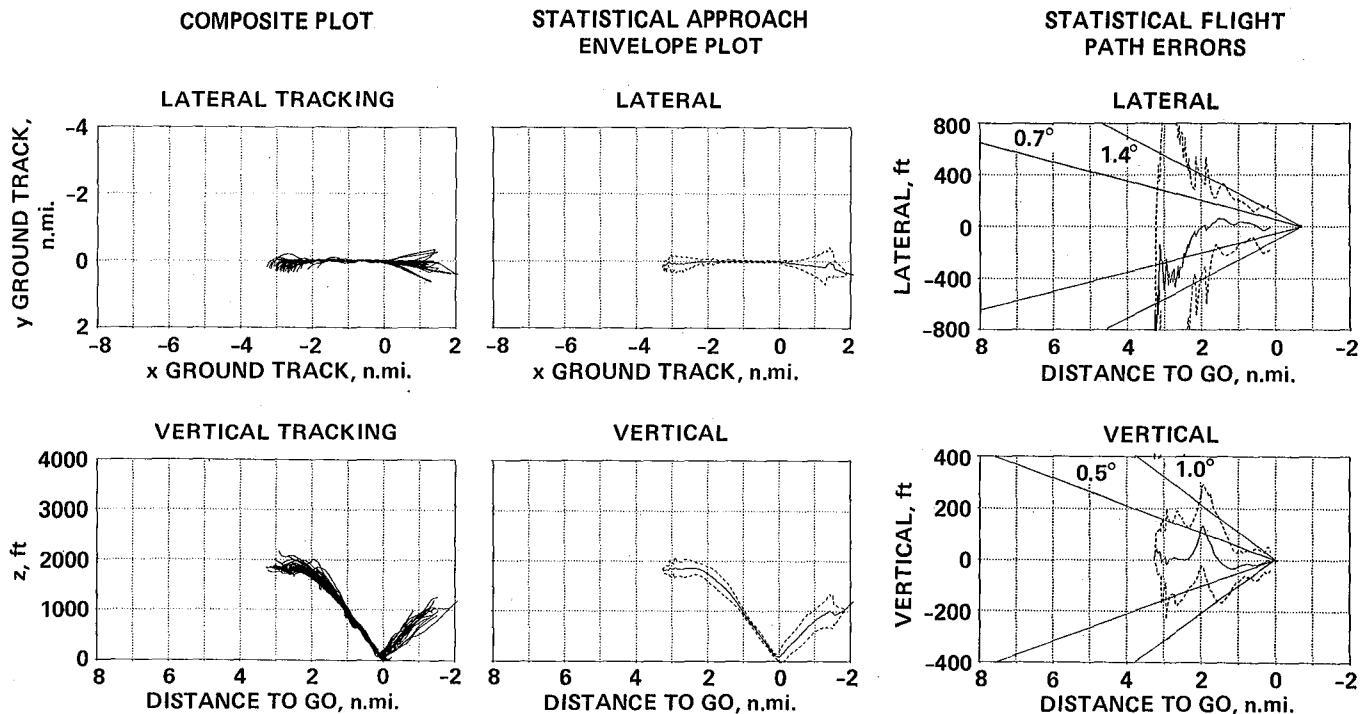 COMPOSITE PLOT
STATISTICAL APPROACH
ENVELOPE PLOT
STATISTICAL FLIGHT
PATH ERRORS
LATERAL TRACKING
y GROUND TRACK,
n.mi.
-4
-2
0
2
-8 -6 -4 -2 0 2
x GROUND TRACK, n.mi.
LATERAL
-8 -6 -4 -2 0 2
x GROUND TRACK, n.mi.
LATERAL
LATERAL, ft
800
400
0
-400
-800
0.7°
1.4°
8 6 4 2 0 -2
DISTANCE TO GO, n.mi.
VERTICAL TRACKING
z, ft
4000
3000
2000
1000
0
8 6 4 2 0 -2
DISTANCE TO GO, n.mi.
VERTICAL
8 6 4 2 0 -2
DISTANCE TO GO, n.mi.
VERTICAL
VERTICAL, ft
400
200
0
-200
-400
0.5°
1.0°
8 6 4 2 0 -2
DISTANCE TO GO, n.mi.